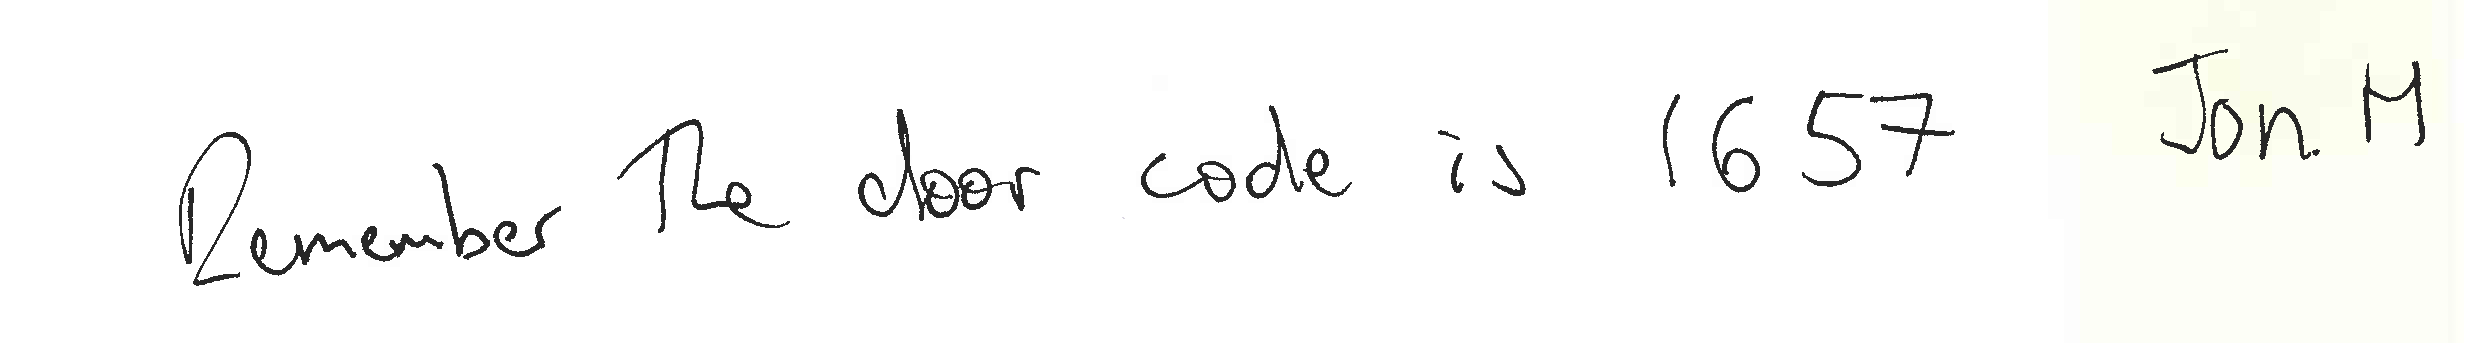 Remember The door code is 1657 Jon. M